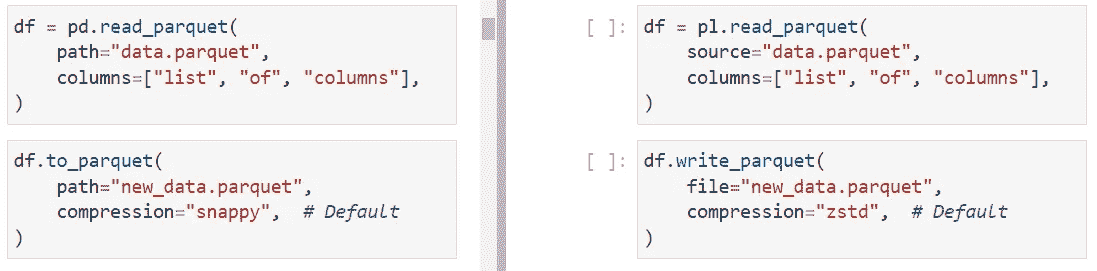 df = pd.read_parquet(
    path="data.parquet",
    columns=["list", "of", "columns"],
)
df.to_parquet(
    path="new_data.parquet",
    compression="snappy",  # Default
)
[ ]:
df = pl.read_parquet(
    source="data.parquet",
    columns=["list", "of", "columns"],
)
[ ]:
df.write_parquet(
    file="new_data.parquet",
    compression="zstd",  # Default
)